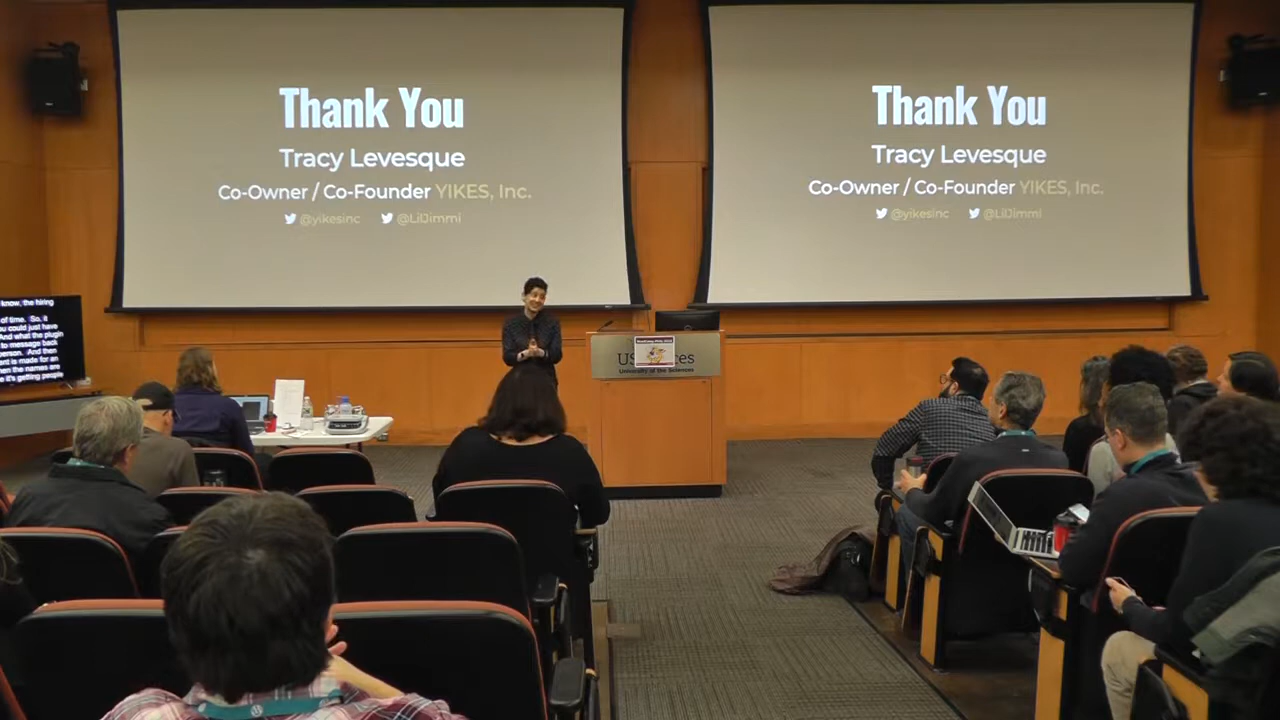 Thank You
Tracy Levesque
Co-Owner / Co-Founder YIKES, Inc.
@yikesinc @LilJimmi
Thank You
Tracy Levesque
Co-Owner / Co-Founder YIKES, Inc.
@yikesinc @LilJimmi
know, the hiring
of time. So, it
you could just have
And what the plugin
to message back
person. And then
ent is made for an
when the names are
e it's getting people
University of the Sciences